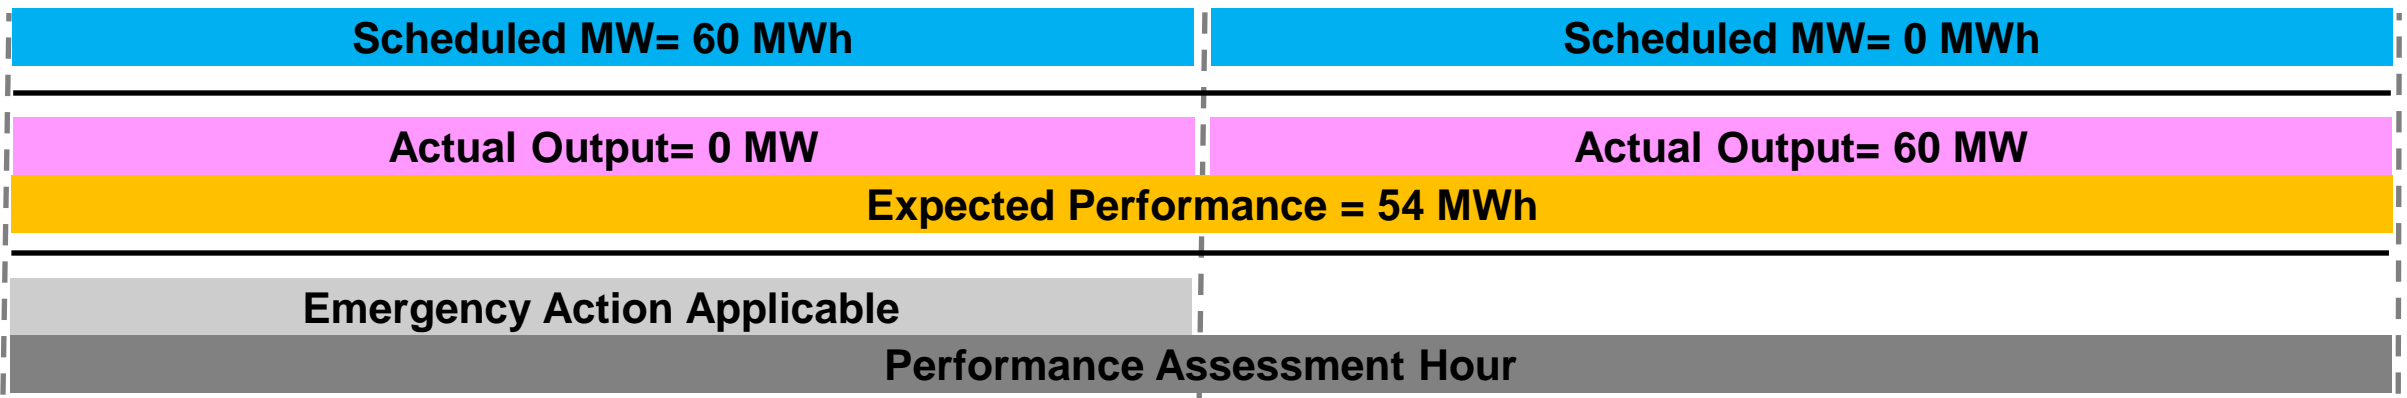 Scheduled MW= 60 MWh
Scheduled MW= 0 MWh
Actual Output= 0 MW
Actual Output= 60 MW
Expected Performance = 54 MWh
Emergency Action Applicable
Performance Assessment Hour